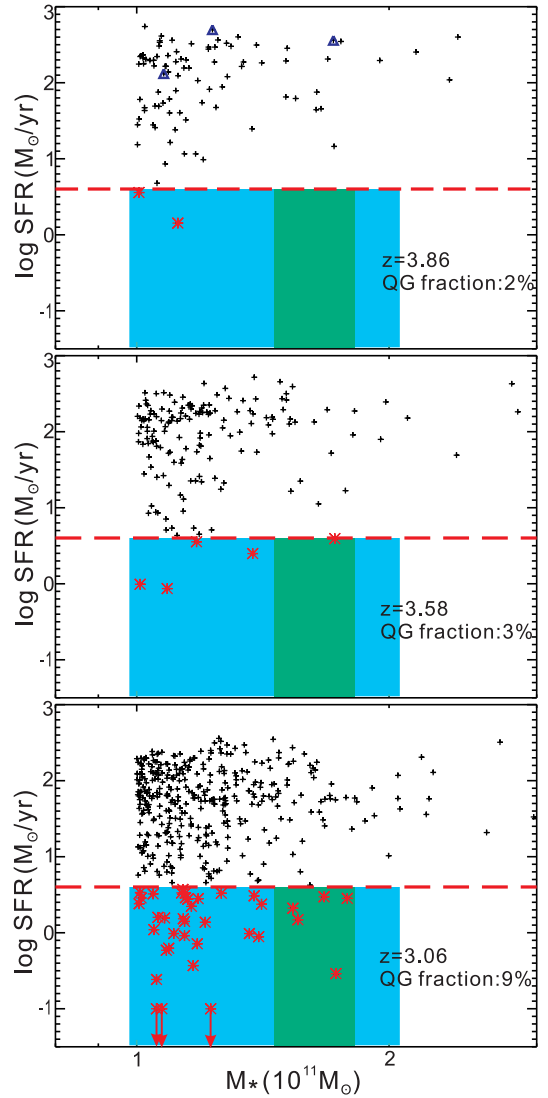 3
2
1
0
-1
log SFR (M☉/yr)
z=3.86
QG fraction:2%
3
2
1
0
-1
log SFR (M☉/yr)
z=3.58
QG fraction:3%
3
2
1
0
-1
log SFR (M☉/yr)
z=3.06
QG fraction:9%
1 2
M* (10¹¹M☉)